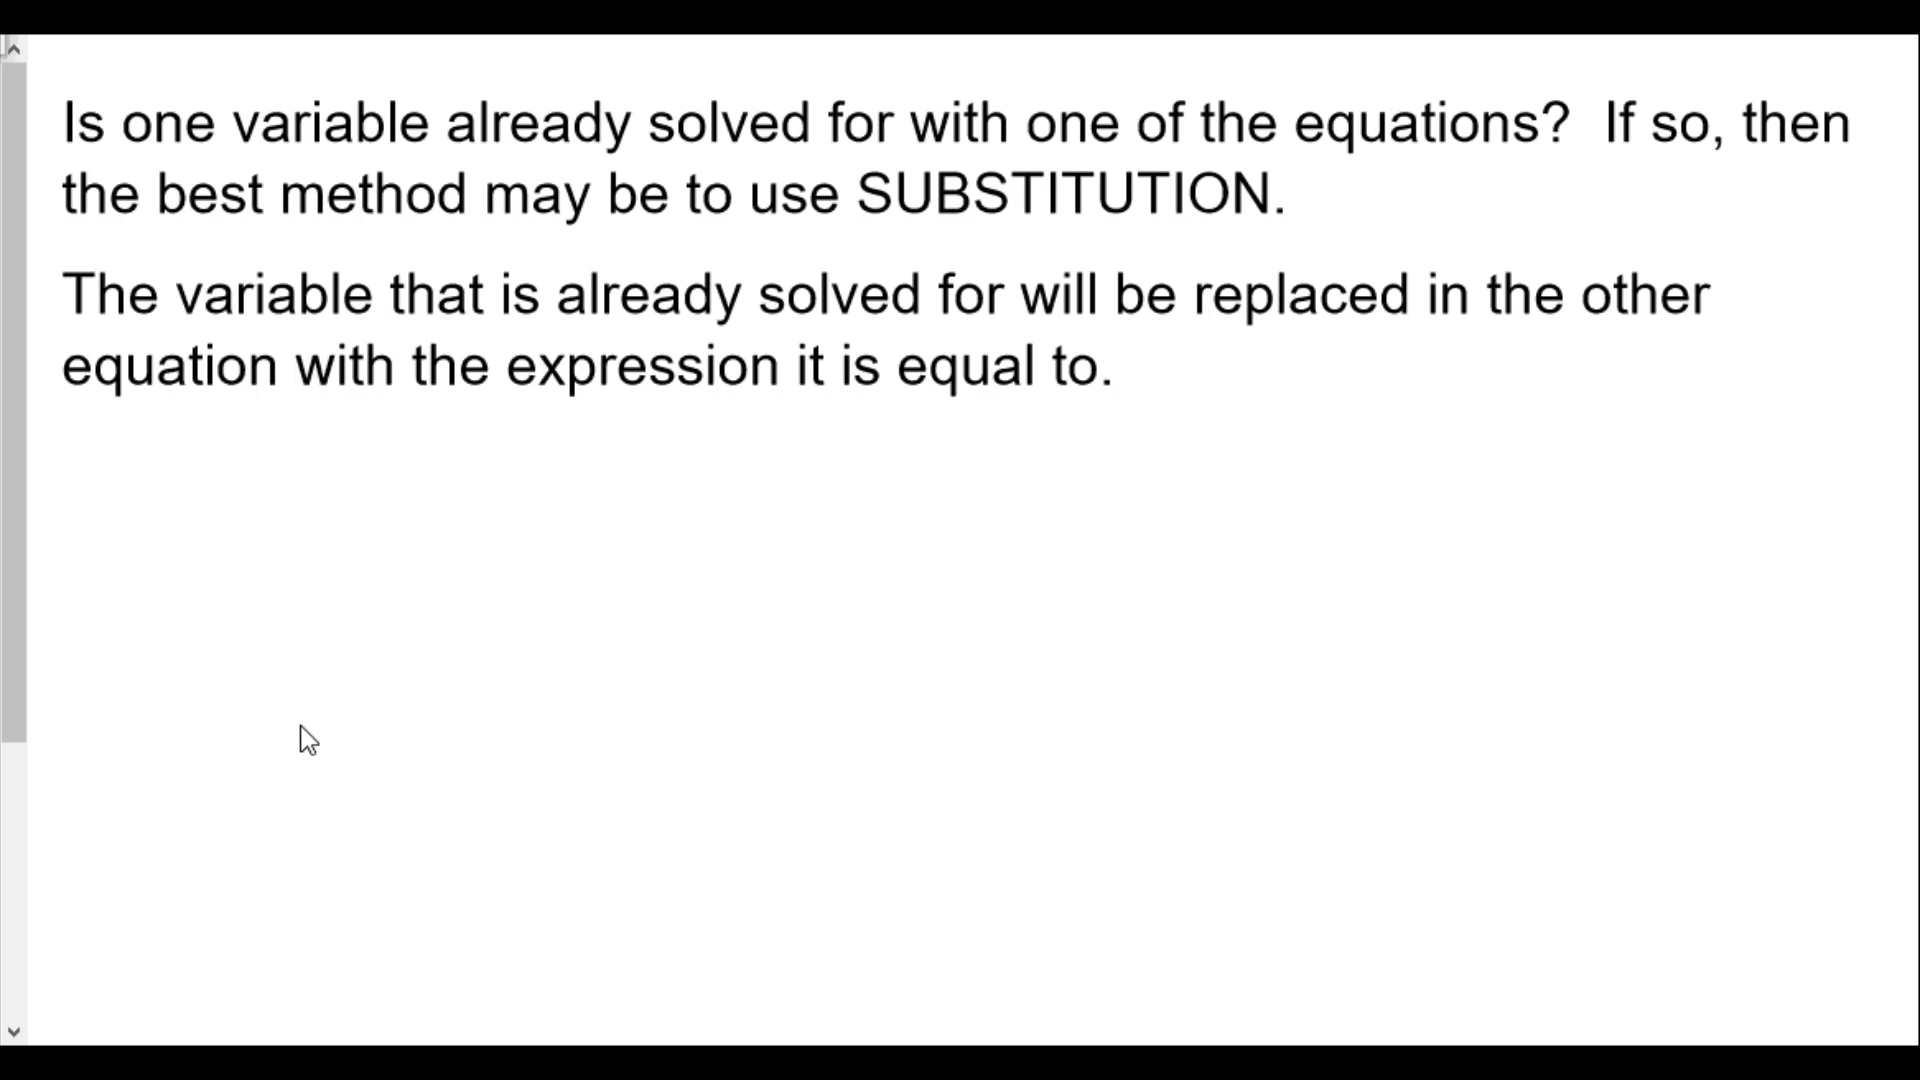 Is one variable already solved for with one of the equations?  If so, then
the best method may be to use SUBSTITUTION.
The variable that is already solved for will be replaced in the other
equation with the expression it is equal to.